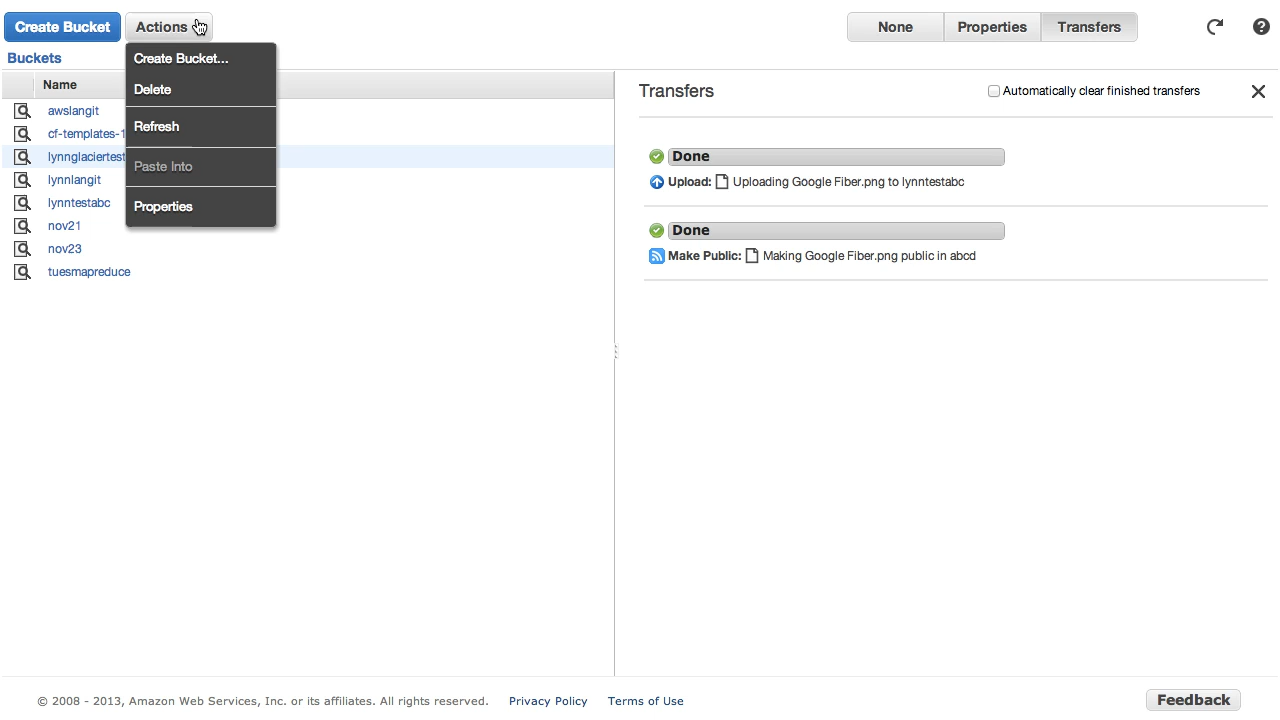 Create Bucket
Actions
None
Properties
Transfers
Buckets
Create Bucket...
Delete
Refresh
Paste Into
Properties
Name
awslangit
cf-templates-1
lynnglaciertest
lynnlangit
lynntestabc
nov21
nov23
tuesmapreduce
Transfers
Automatically clear finished transfers
Done
Upload: Uploading Google Fiber.png to lynntestabc
Done
Make Public: Making Google Fiber.png public in abcd
© 2008 - 2013, Amazon Web Services, Inc. or its affiliates. All rights reserved. Privacy Policy Terms of Use
Feedback